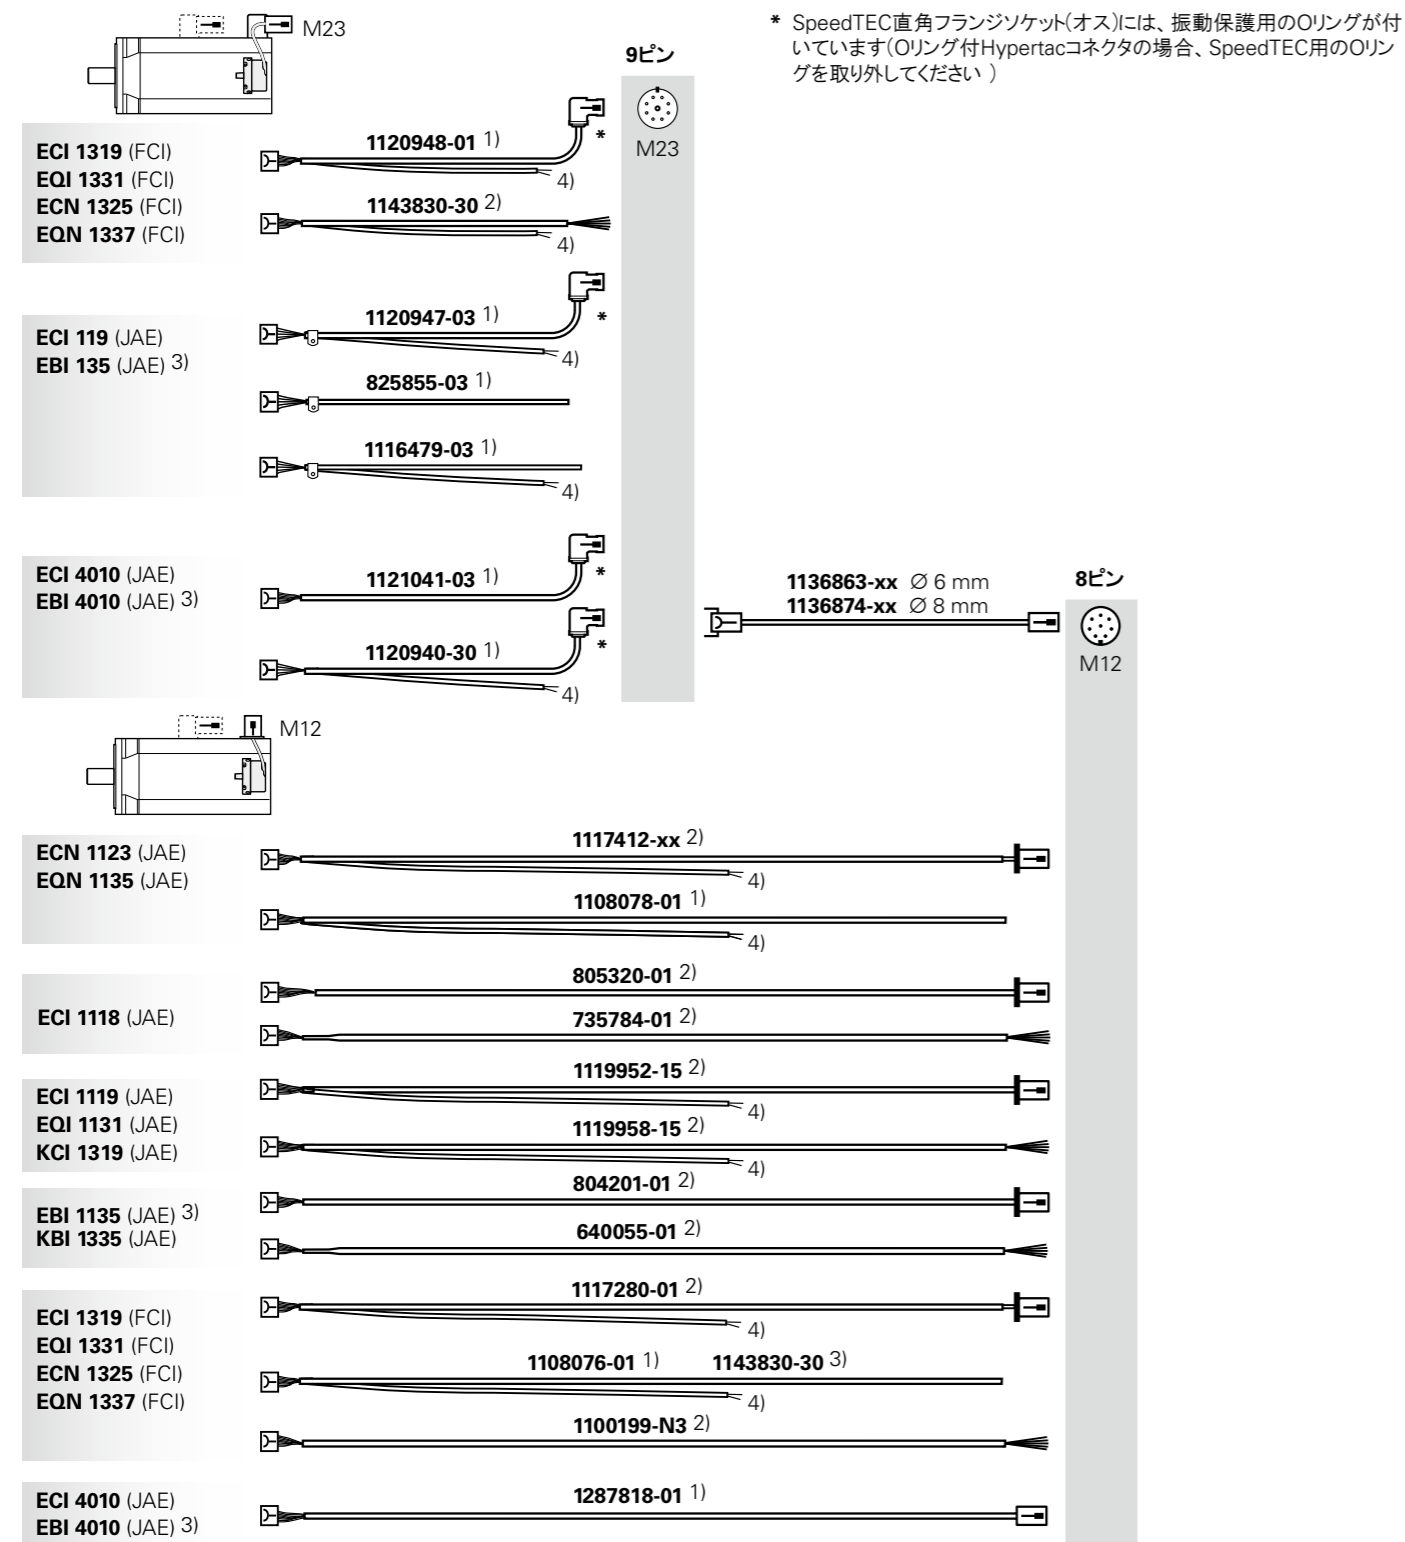 M23
* SpeedTEC直角フランジソケット(オス)には、振動保護用のOリングが付
いています(Oリング付Hypertacコネクタの場合、SpeedTEC用のOリン
グを取り外してください )
9ピン
M23
ECI 1319 (FCI)
EQI 1331 (FCI)
ECN 1325 (FCI)
EQN 1337 (FCI)
1120948-01 1)
*
4)
1143830-30 2)
4)
ECI 119 (JAE)
EBI 135 (JAE) 3)
1120947-03 1)
*
4)
825855-03 1)
1116479-03 1)
4)
ECI 4010 (JAE)
EBI 4010 (JAE) 3)
1121041-03 1)
*
1120940-30 1)
*
4)
1136863-xx Ø 6 mm
1136874-xx Ø 8 mm
8ピン
M12
M12
ECN 1123 (JAE)
EQN 1135 (JAE)
1117412-xx 2)
4)
1108078-01 1)
4)
ECI 1118 (JAE)
805320-01 2)
735784-01 2)
ECI 1119 (JAE)
EQI 1131 (JAE)
KCI 1319 (JAE)
1119952-15 2)
4)
1119958-15 2)
4)
EBI 1135 (JAE) 3)
KBI 1335 (JAE)
804201-01 2)
640055-01 2)
ECI 1319 (FCI)
EQI 1331 (FCI)
ECN 1325 (FCI)
EQN 1337 (FCI)
1117280-01 2)
4)
1108076-01 1) 1143830-30 3)
4)
1100199-N3 2)
ECI 4010 (JAE)
EBI 4010 (JAE) 3)
1287818-01 1)